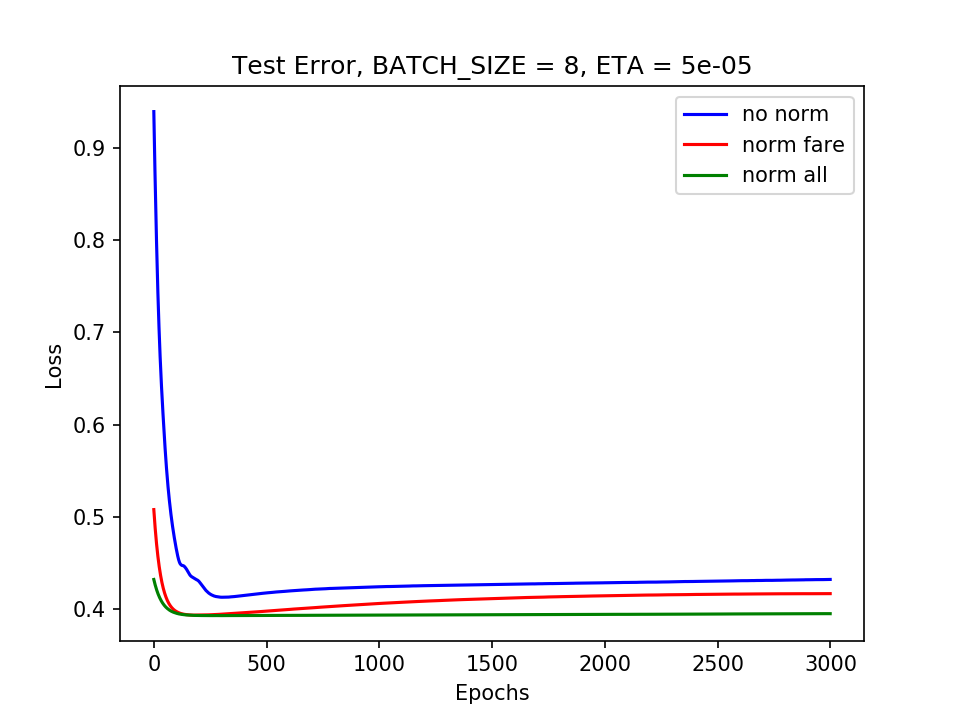 Test Error, BATCH_SIZE = 8, ETA = 5e-05
no norm
norm fare
norm all
0.9
0.8
0.7
0.6
0.5
0.4
Loss
0 500 1000 1500 2000 2500 3000
Epochs